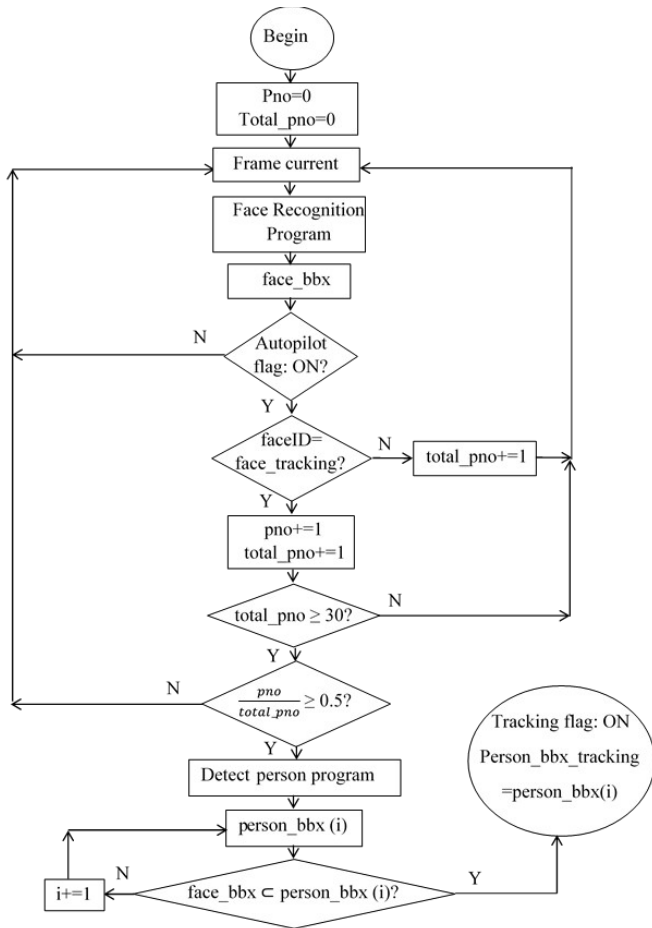 Begin
Pno=0
Total_pno=0
Frame current
Face Recognition
Program
face_bbx
N
Autopilot
flag: ON?
Y
faceID=
face_tracking?
N
total_pno+=1
Y
pno+=1
total_pno+=1
total_pno ≥ 30?
N
Y
N
pno/total_pno ≥ 0.5?
Y
Detect person program
person_bbx (i)
N
i+=1
face_bbx ⊂ person_bbx (i)?
Y
Tracking flag: ON
Person_bbx_tracking
=person_bbx(i)